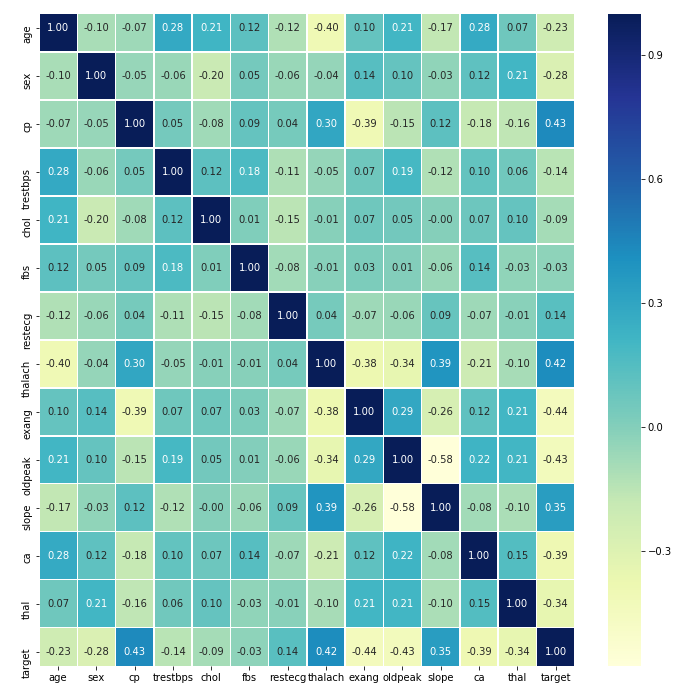 age 1.00 -0.10 -0.07 0.28 0.21 0.12 -0.12 -0.40 0.10 0.21 -0.17 0.28 0.07 -0.23
sex -0.10 1.00 -0.05 -0.06 -0.20 0.05 -0.06 -0.04 0.14 0.10 -0.03 0.12 0.21 -0.28
cp -0.07 -0.05 1.00 0.05 -0.08 0.09 0.04 0.30 -0.39 -0.15 0.12 -0.18 -0.16 0.43
trestbps 0.28 -0.06 0.05 1.00 0.12 0.18 -0.11 -0.05 0.07 0.19 -0.12 0.10 0.06 -0.14
chol 0.21 -0.20 -0.08 0.12 1.00 0.01 -0.15 -0.01 0.07 0.05 -0.00 0.07 0.10 -0.09
fbs 0.12 0.05 0.09 0.18 0.01 1.00 -0.08 -0.01 0.03 0.01 -0.06 0.14 -0.03 -0.03
restecg -0.12 -0.06 0.04 -0.11 -0.15 -0.08 1.00 0.04 -0.07 -0.06 0.09 -0.07 -0.01 0.14
thalach -0.40 -0.04 0.30 -0.05 -0.01 -0.01 0.04 1.00 -0.38 -0.34 0.39 -0.21 -0.10 0.42
exang 0.10 0.14 -0.39 0.07 0.07 0.03 -0.07 -0.38 1.00 0.29 -0.26 0.12 0.21 -0.44
oldpeak 0.21 0.10 -0.15 0.19 0.05 0.01 -0.06 -0.34 0.29 1.00 -0.58 0.22 0.21 -0.43
slope -0.17 -0.03 0.12 -0.12 -0.00 -0.06 0.09 0.39 -0.26 -0.58 1.00 -0.08 -0.10 0.35
ca 0.28 0.12 -0.18 0.10 0.07 0.14 -0.07 -0.21 0.12 0.22 -0.08 1.00 0.15 -0.39
thal 0.07 0.21 -0.16 0.06 0.10 -0.03 -0.01 -0.10 0.21 0.21 -0.10 0.15 1.00 -0.34
target -0.23 -0.28 0.43 -0.14 -0.09 -0.03 0.14 0.42 -0.44 -0.43 0.35 -0.39 -0.34 1.00
age sex cp trestbps chol fbs restecg thalach exang oldpeak slope ca thal target
0.9
0.6
0.3
0.0
−0.3